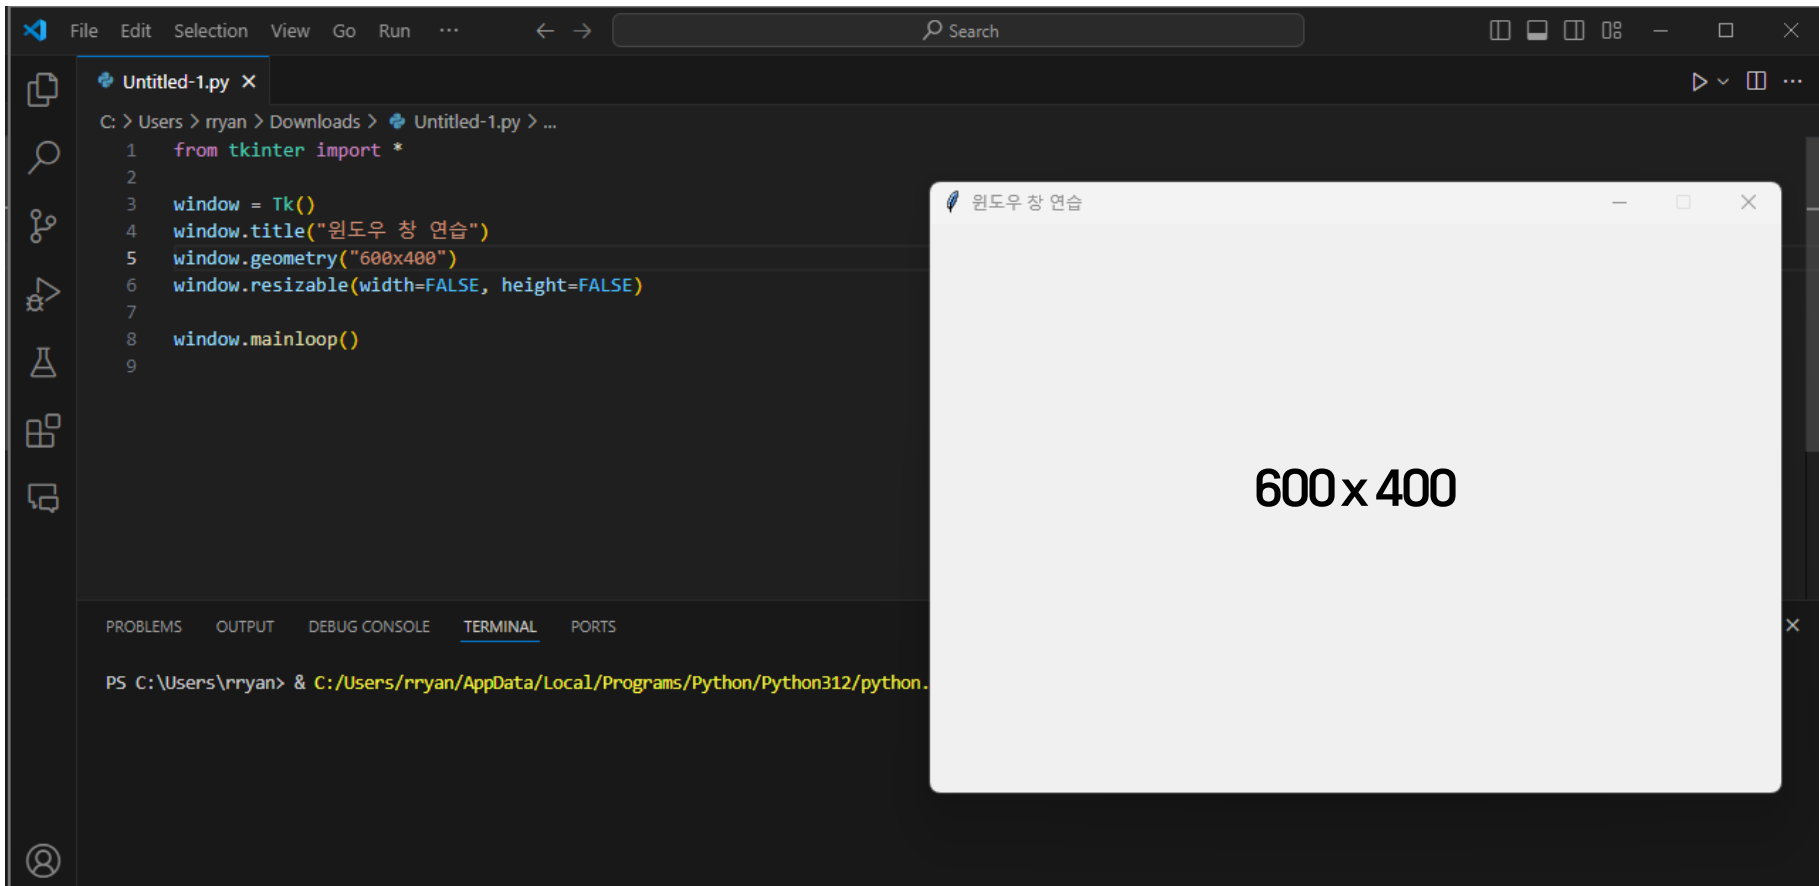 File Edit Selection View Go Run ···
Search
Untitled-1.py
C: > Users > rryan > Downloads > Untitled-1.py > ...
1 from tkinter import *
2
3 window = Tk()
4 window.title("윈도우 창 연습")
5 window.geometry("600x400")
6 window.resizable(width=FALSE, height=FALSE)
7
8 window.mainloop()
9
윈도우 창 연습
600 x 400
PROBLEMS OUTPUT DEBUG CONSOLE TERMINAL PORTS
PS C:\Users\rryan> & C:/Users/rryan/AppData/Local/Programs/Python/Python312/python.